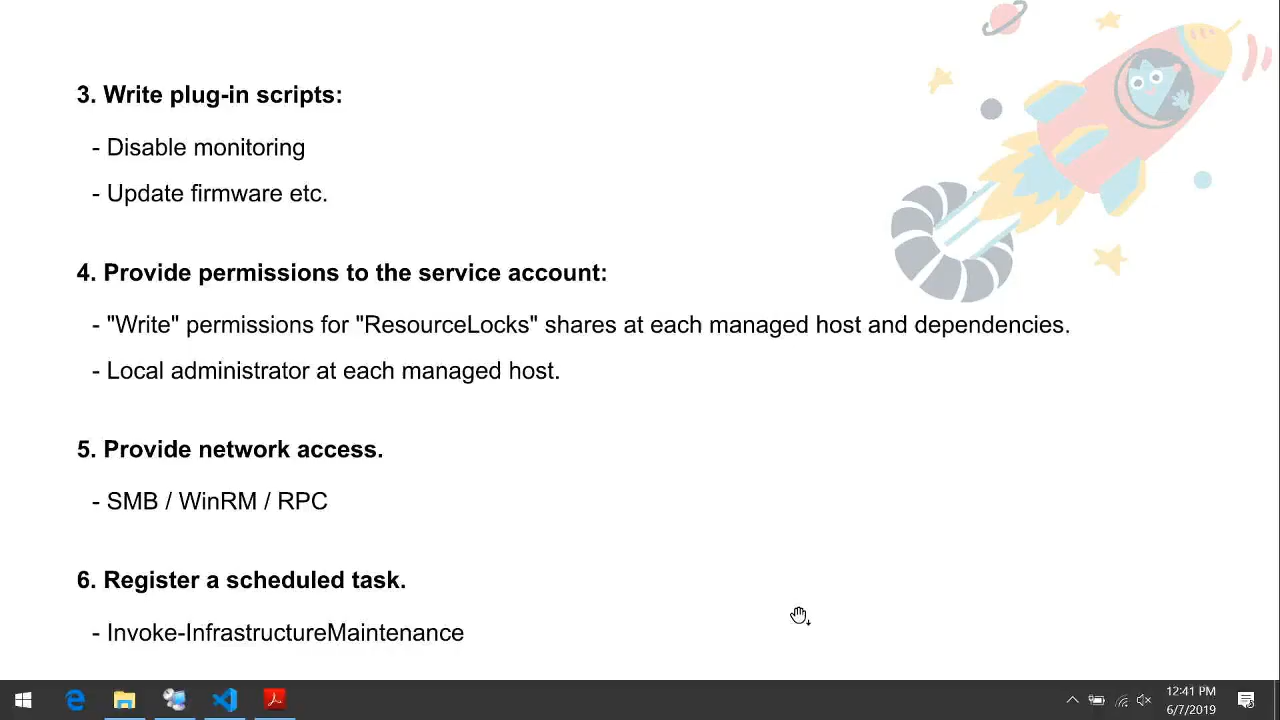 3. Write plug-in scripts:
- Disable monitoring
- Update firmware etc.
4. Provide permissions to the service account:
- "Write" permissions for "ResourceLocks" shares at each managed host and dependencies.
- Local administrator at each managed host.
5. Provide network access.
- SMB / WinRM / RPC
6. Register a scheduled task.
- Invoke-InfrastructureMaintenance
12:41 PM
6/7/2019